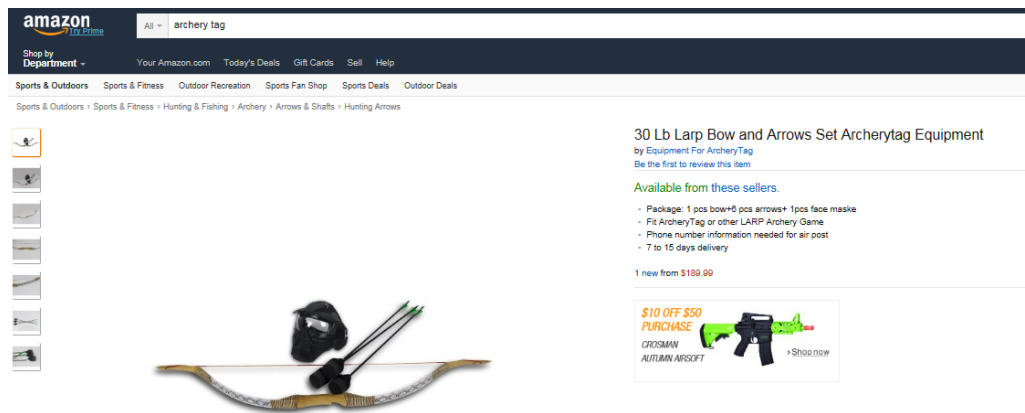 amazon
Try Prime
All
archery tag
Shop by
Department
Your Amazon.com Today's Deals Gift Cards Sell Help
Sports & Outdoors Sports & Fitness Outdoor Recreation Sports Fan Shop Sports Deals Outdoor Deals
Sports & Outdoors › Sports & Fitness › Hunting & Fishing › Archery › Arrows & Shafts › Hunting Arrows
30 Lb Larp Bow and Arrows Set Archerytag Equipment
by Equipment For ArcheryTag
Be the first to review this item
Available from these sellers.
- Package: 1 pcs bow+6 pcs arrows+ 1pcs face maske
- Fit ArcheryTag or other LARP Archery Game
- Phone number information needed for air post
- 7 to 15 days delivery
1 new from $189.99
$10 OFF $50
PURCHASE
CROSMAN
AUTUMN AIRSOFT
› Shop now